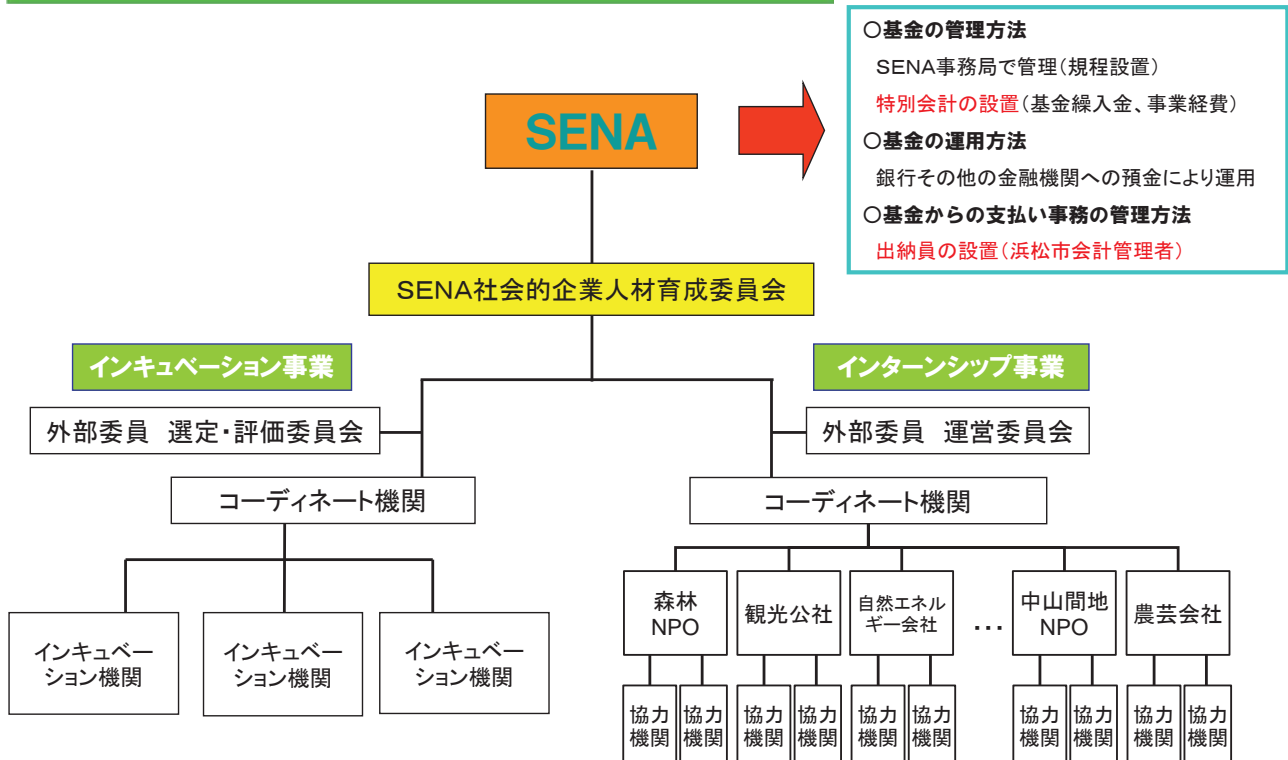 ○基金の管理方法
SENA事務局で管理（規程設置）
特別会計の設置（基金繰入金、事業経費）
○基金の運用方法
銀行その他の金融機関への預金により運用
○基金からの支払い事務の管理方法
出納員の設置（浜松市会計管理者）
SENA
SENA社会的企業人材育成委員会
インキュベーション事業
インターンシップ事業
外部委員　選定・評価委員会
外部委員　運営委員会
コーディネート機関
コーディネート機関
インキュベー
ション機関
インキュベー
ション機関
インキュベー
ション機関
森林
NPO
観光公社
自然エネル
ギー会社
…
中山間地
NPO
農芸会社
協力
機関
協力
機関
協力
機関
協力
機関
協力
機関
協力
機関
協力
機関
協力
機関
協力
機関
協力
機関